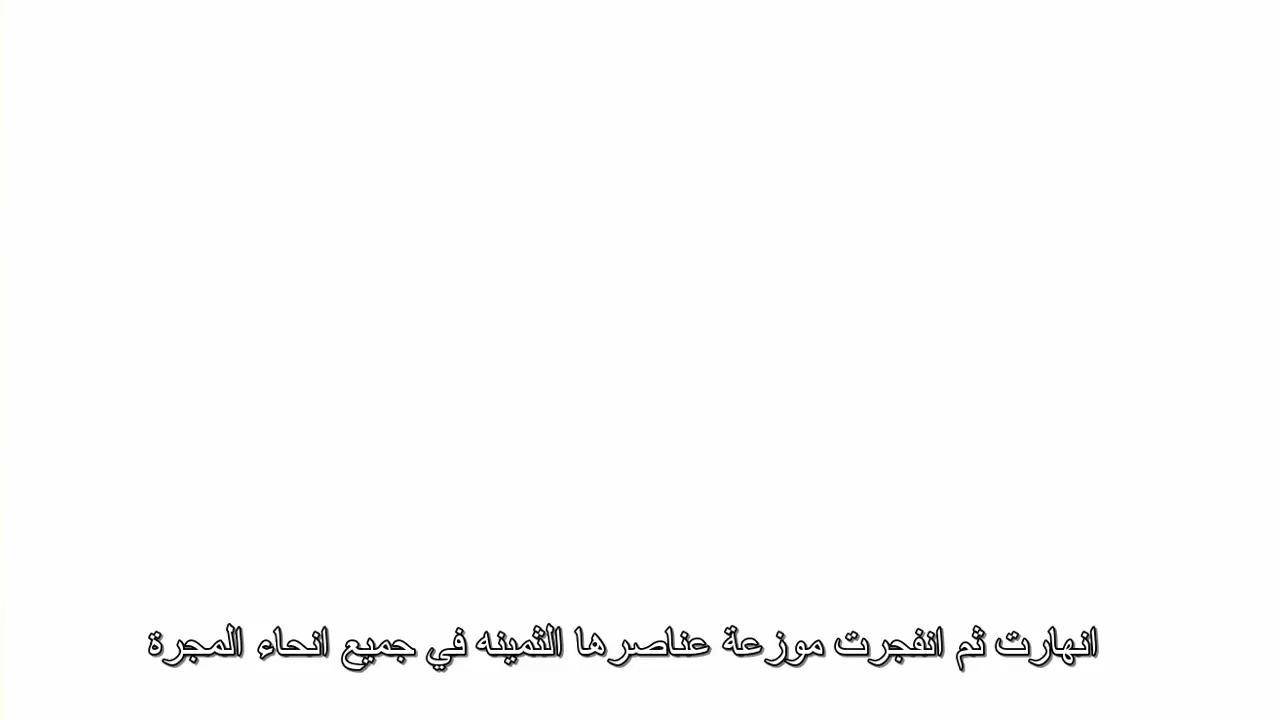 انهارت ثم انفجرت موزعة عناصرها الثمينه في جميع انحاء المجرة